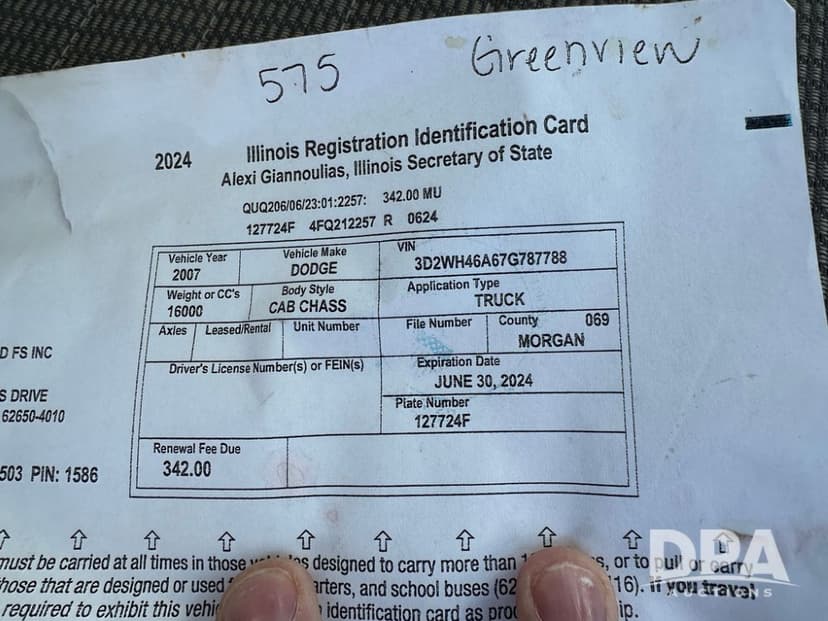 575 Greenview
2024 Illinois Registration Identification Card
Alexi Giannoulias, Illinois Secretary of State
QUQ206/06/23:01:2257: 342.00 MU
127724F 4FQ212257 R 0624
Vehicle Year Vehicle Make VIN
2007 DODGE 3D2WH46A67G787788
Weight or CC's Body Style Application Type
16000 CAB CHASS TRUCK
Axles Leased/Rental Unit Number File Number County 069
MORGAN
D FS INC
Driver's License Number(s) or FEIN(s) Expiration Date
JUNE 30, 2024
S DRIVE
Plate Number
62650-4010
127724F
Renewal Fee Due
342.00
503 PIN: 1586
must be carried at all times in those designed to carry more than or to pull or carry
those that are designed or used and school buses If you travel
required to exhibit this identification card as
DPA
AUCTIONS